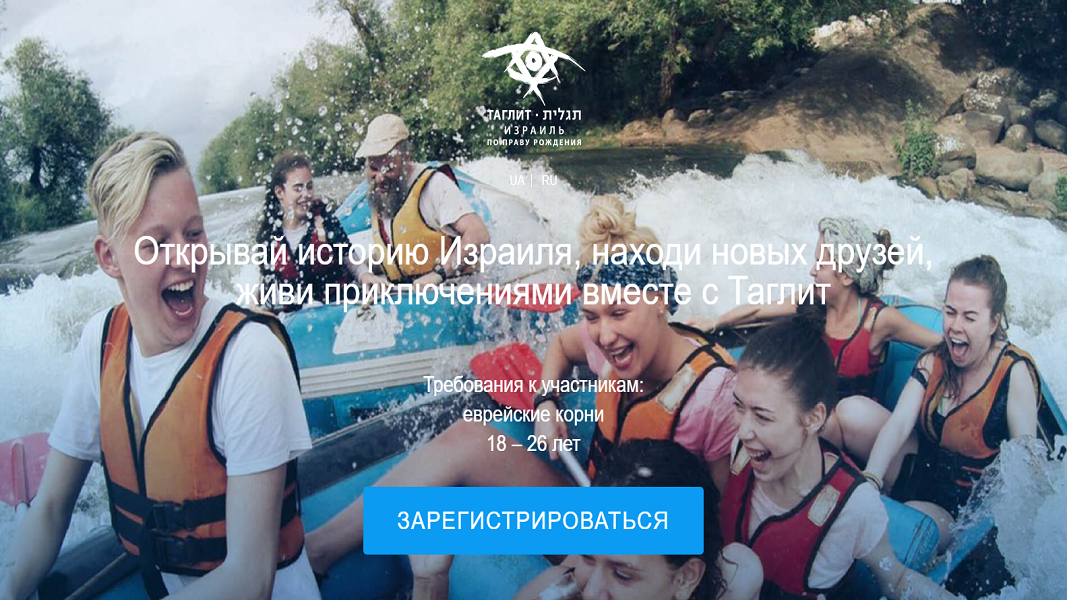 ТАГЛИТ · תגלית
ИЗРАИЛЬ
ПО ПРАВУ РОЖДЕНИЯ
UA | RU
Открывай историю Израиля, находи новых друзей,
живи приключениями вместе с Таглит
Требования к участникам:
еврейские корни
18 – 26 лет
ЗАРЕГИСТРИРОВАТЬСЯ